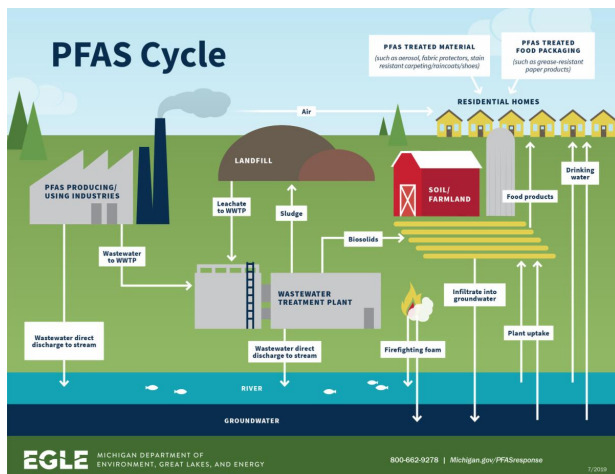 PFAS Cycle
PFAS TREATED MATERIAL
(such as aerosol, fabric protectors, stain
resistant carpeting/raincoats/shoes)
PFAS TREATED
FOOD PACKAGING
(such as grease-resistant
paper products)
Air
RESIDENTIAL HOMES
LANDFILL
PFAS PRODUCING/
USING INDUSTRIES
SOIL/
FARMLAND
Drinking
water
Food products
Leachate
to WWTP
Sludge
Biosolids
Wastewater
to WWTP
WASTEWATER
TREATMENT PLANT
Infiltrate into
groundwater
Wastewater direct
discharge to stream
Wastewater direct
discharge to stream
Firefighting foam
Plant uptake
RIVER
GROUNDWATER
EGLE
MICHIGAN DEPARTMENT OF
ENVIRONMENT, GREAT LAKES, AND ENERGY
800-662-9278 | Michigan.gov/PFASresponse
7/2019